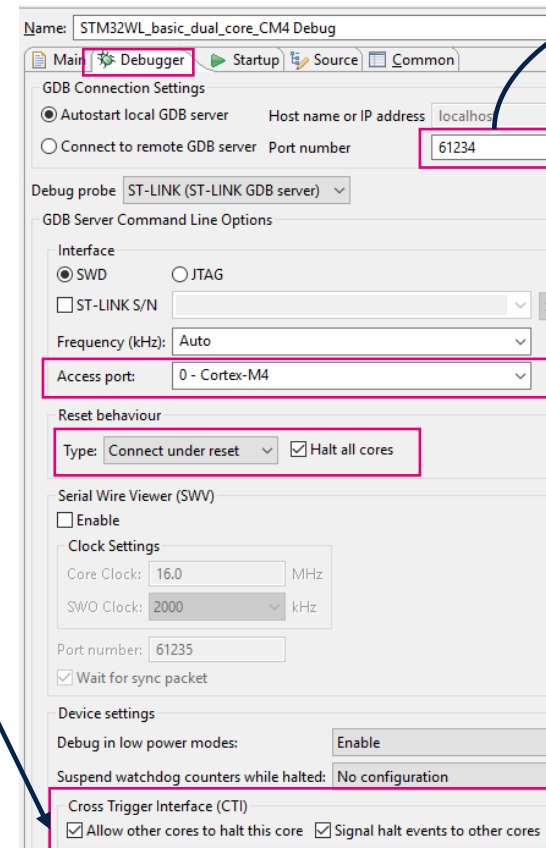 Name: STM32WL_basic_dual_core_CM4 Debug
Main Debugger Startup Source Common
GDB Connection Settings
Autostart local GDB server Host name or IP address localhost
Connect to remote GDB server Port number 61234
Debug probe ST-LINK (ST-LINK GDB server)
GDB Server Command Line Options
Interface
SWD JTAG
ST-LINK S/N
Frequency (kHz): Auto
Access port: 0 - Cortex-M4
Reset behaviour
Type: Connect under reset Halt all cores
Serial Wire Viewer (SWV)
Enable
Clock Settings
Core Clock: 16.0 MHz
SWO Clock: 2000 kHz
Port number: 61235
Wait for sync packet
Device settings
Debug in low power modes: Enable
Suspend watchdog counters while halted: No configuration
Cross Trigger Interface (CTI)
Allow other cores to halt this core Signal halt events to other cores